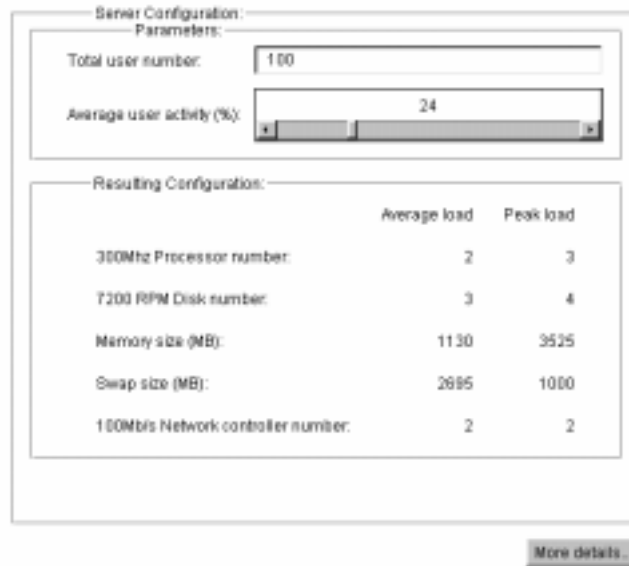 Server Configuration:
Parameters:
Total user number: 100
Average user activity (%): 24
Resulting Configuration:
Average load Peak load
300Mhz Processor number: 2 3
7200 RPM Disk number: 3 4
Memory size (MB): 1130 3525
Swap size (MB): 2695 1000
100Mb/s Network controller number: 2 2
More details..